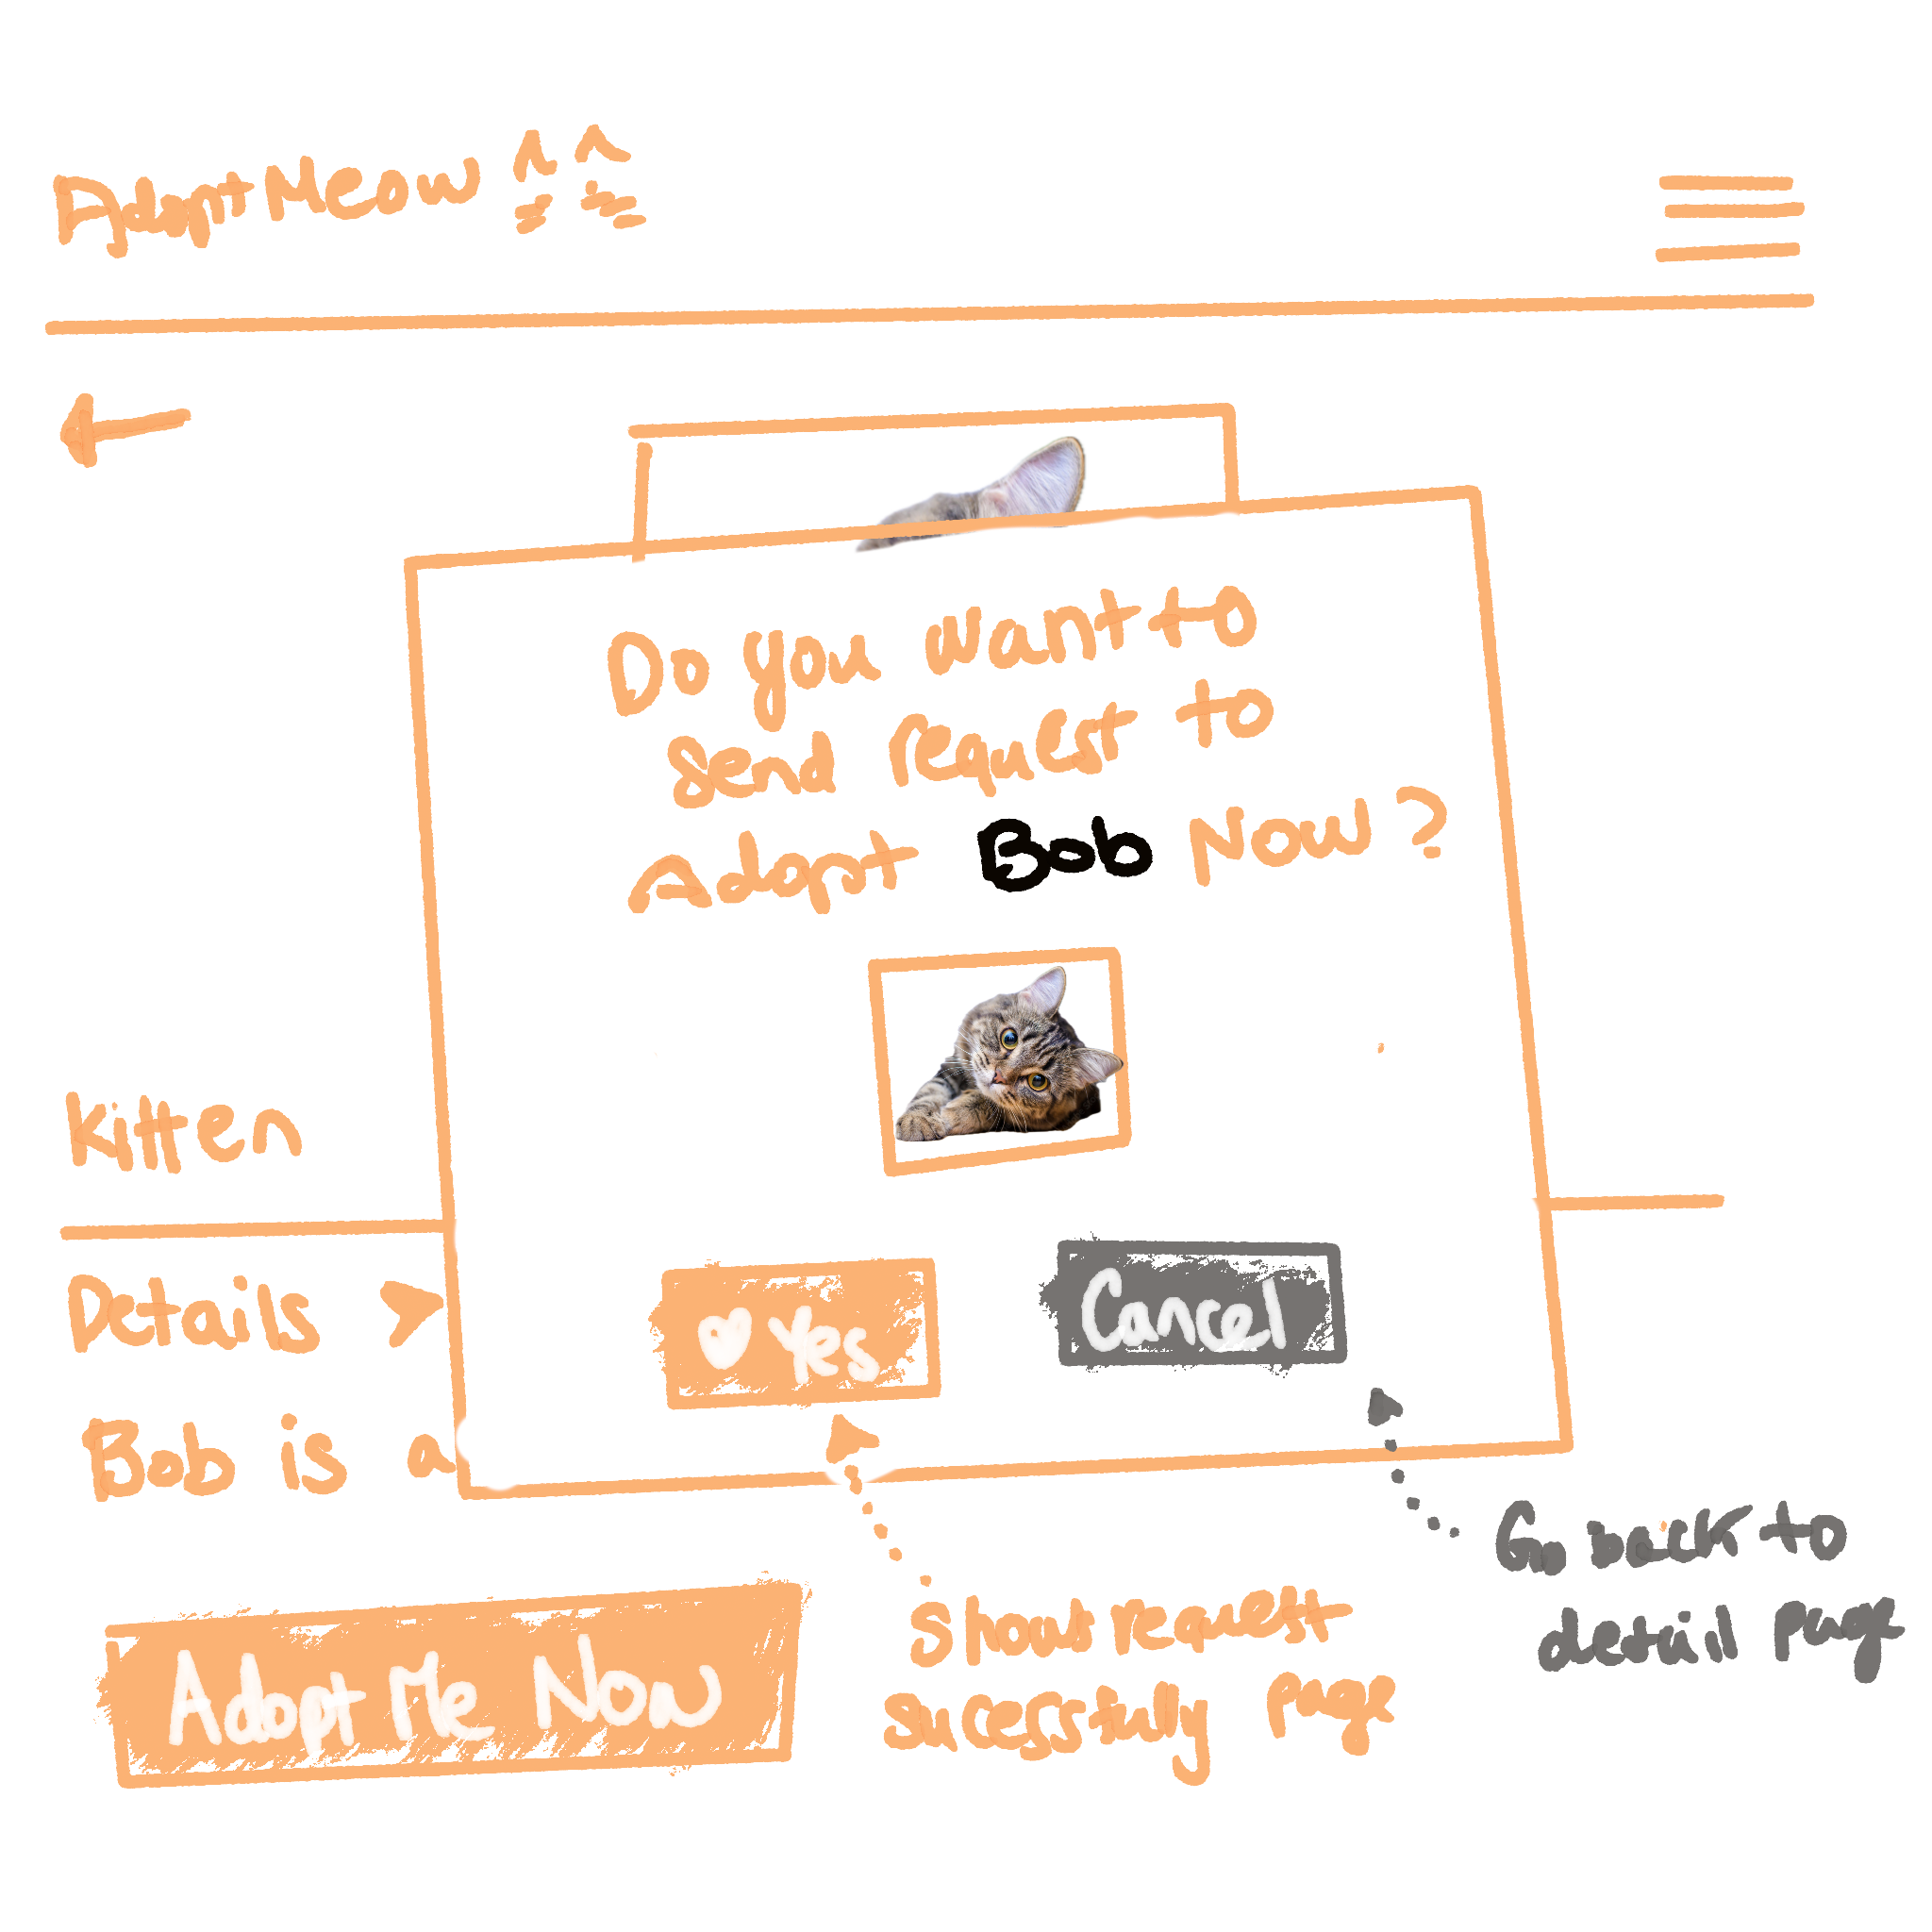 AdoptMeow
Do you want to
send request to
Adopt Bob Now?
Kitten
Details >
Bob is a
Yes
Cancel
Adopt Me Now
Show request
sucessfully page
Go back to
detail page